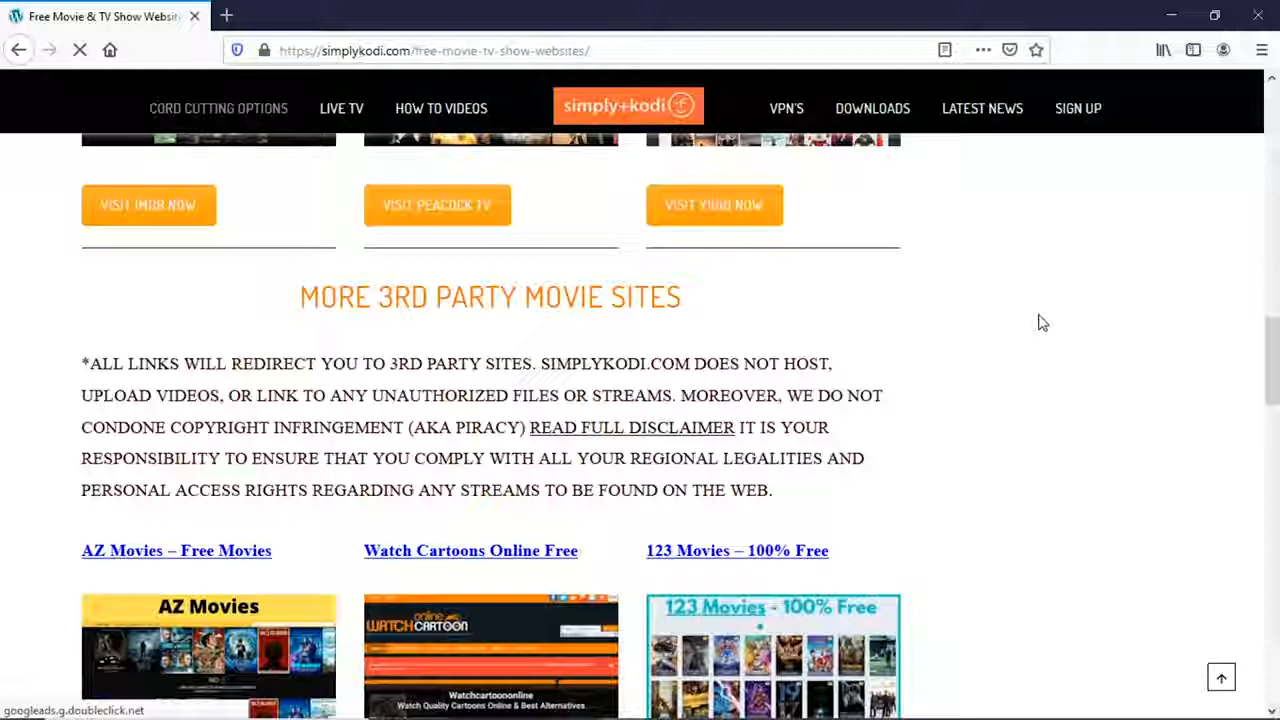 Free Movie & TV Show Websit
https://simplykodi.com/free-movie-tv-show-websites/
CORD CUTTING OPTIONS LIVE TV HOW TO VIDEOS simply+kodi VPN'S DOWNLOADS LATEST NEWS SIGN UP
VISIT IMDB NOW VISIT PEACOCK TV VISIT YIDIO NOW
MORE 3RD PARTY MOVIE SITES
*ALL LINKS WILL REDIRECT YOU TO 3RD PARTY SITES. SIMPLYKODI.COM DOES NOT HOST,
UPLOAD VIDEOS, OR LINK TO ANY UNAUTHORIZED FILES OR STREAMS. MOREOVER, WE DO NOT
CONDONE COPYRIGHT INFRINGEMENT (AKA PIRACY) READ FULL DISCLAIMER IT IS YOUR
RESPONSIBILITY TO ENSURE THAT YOU COMPLY WITH ALL YOUR REGIONAL LEGALITIES AND
PERSONAL ACCESS RIGHTS REGARDING ANY STREAMS TO BE FOUND ON THE WEB.
AZ Movies – Free Movies Watch Cartoons Online Free 123 Movies – 100% Free
AZ Movies
online
WATCHCARTOON
Watchcartoononline
Watch Quality Cartoons Online & Best Alternatives
123 Movies - 100% Free
googleads.g.doubleclick.net